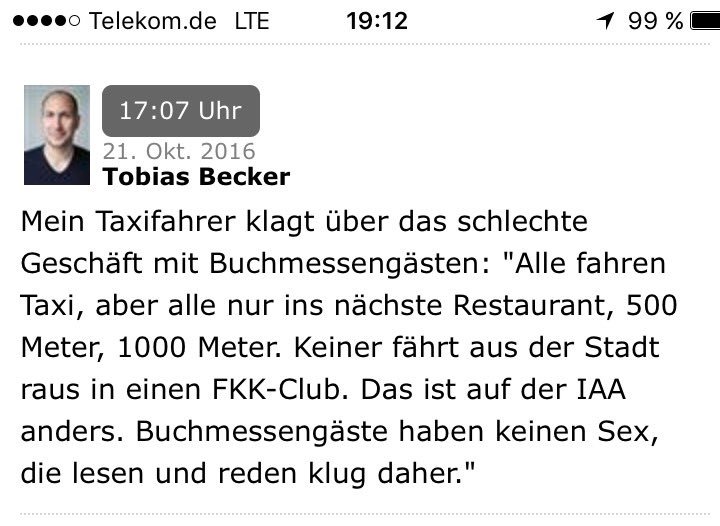 Telekom.de LTE 19:12 99 %
17:07 Uhr
21. Okt. 2016
Tobias Becker
Mein Taxifahrer klagt über das schlechte
Geschäft mit Buchmessengästen: "Alle fahren
Taxi, aber alle nur ins nächste Restaurant, 500
Meter, 1000 Meter. Keiner fährt aus der Stadt
raus in einen FKK-Club. Das ist auf der IAA
anders. Buchmessengäste haben keinen Sex,
die lesen und reden klug daher."